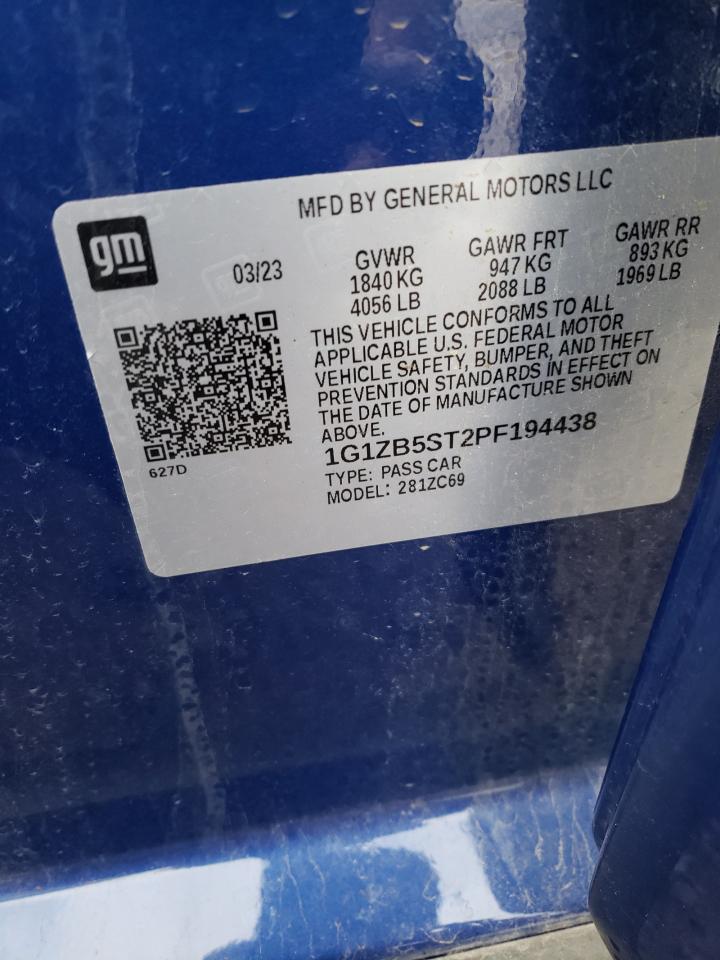 MFD BY GENERAL MOTORS LLC
gm
03/23
GVWR
1840 KG
4056 LB
GAWR FRT
947 KG
2088 LB
GAWR RR
893 KG
1969 LB
THIS VEHICLE CONFORMS TO ALL
APPLICABLE U.S. FEDERAL MOTOR
VEHICLE SAFETY, BUMPER, AND THEFT
PREVENTION STANDARDS IN EFFECT ON
THE DATE OF MANUFACTURE SHOWN
ABOVE.
1G1ZB5ST2PF194438
TYPE: PASS CAR
MODEL: 281ZC69
627D